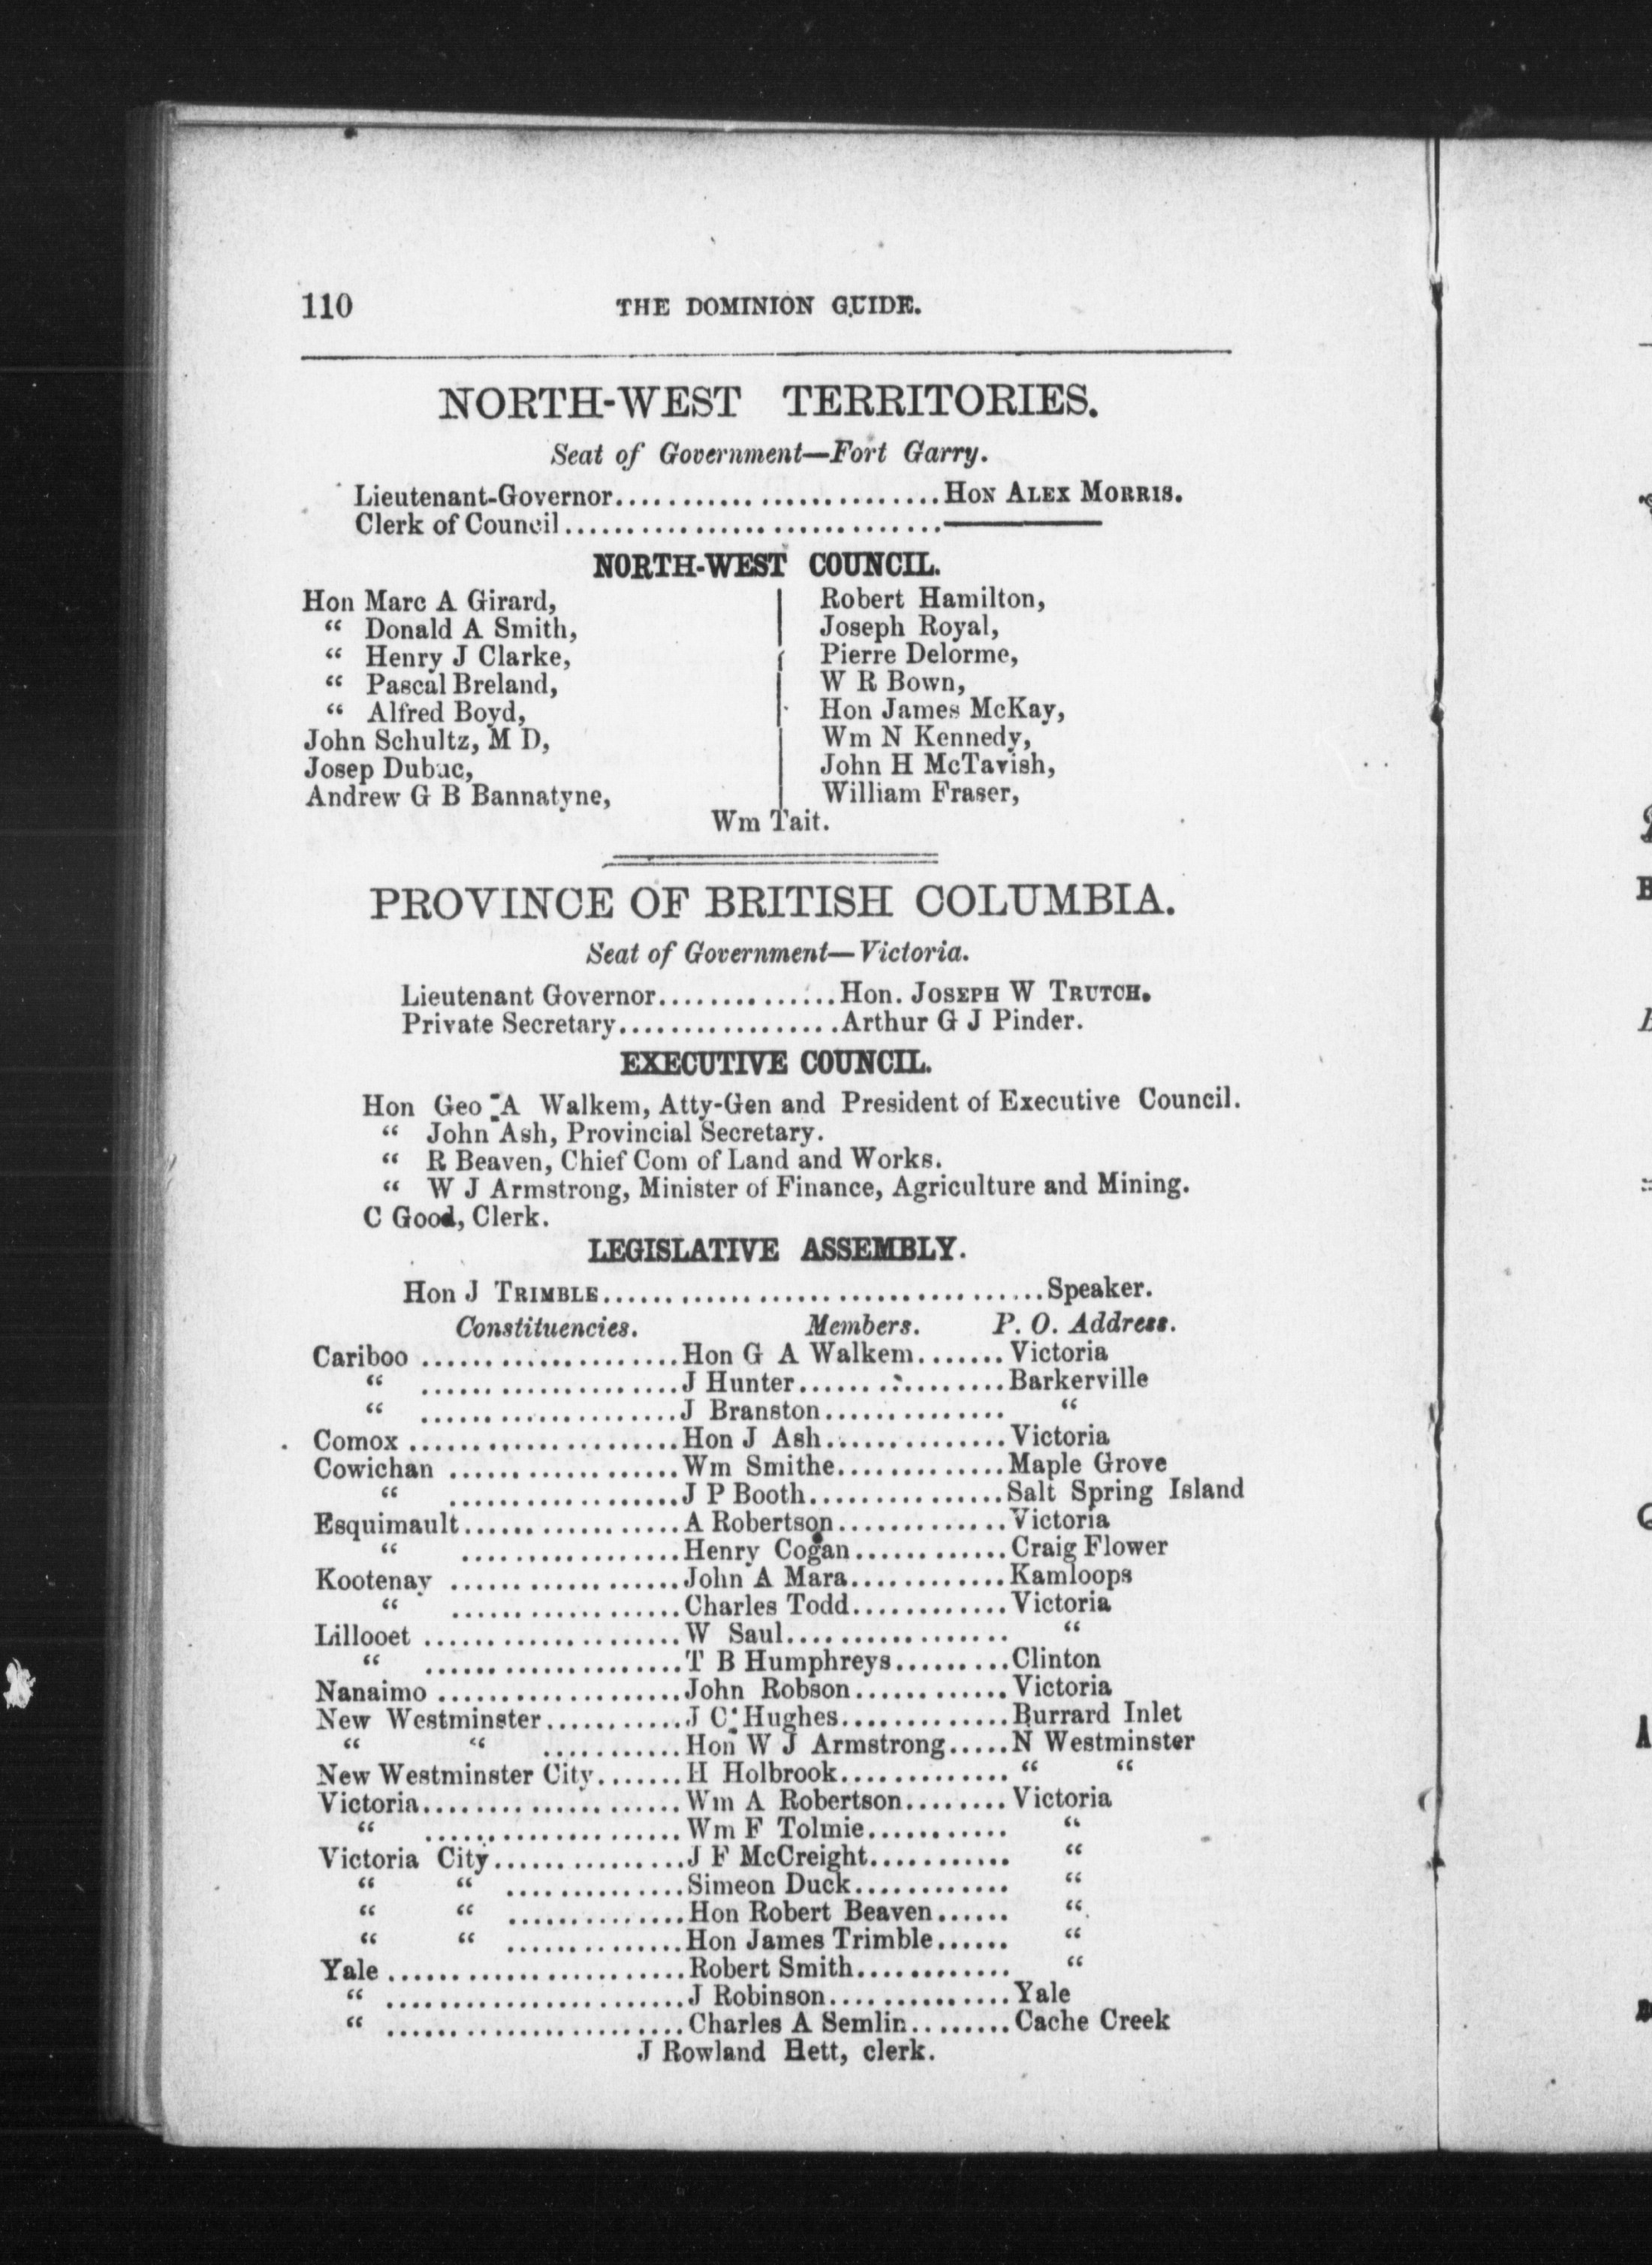 110 THE DOMINION GUIDE.
NORTH-WEST TERRITORIES.
Seat of Government—Fort Garry.
Lieutenant-Governor.........................HON ALEX MORRIS.
Clerk of Council..............................————
NORTH-WEST COUNCIL.
Hon Marc A Girard,
“ Donald A Smith,
“ Henry J Clarke,
“ Pascal Breland,
“ Alfred Boyd,
John Schultz, M D,
Josep Dubuc,
Andrew G B Bannatyne,
Robert Hamilton,
Joseph Royal,
Pierre Delorme,
W R Bown,
Hon James McKay,
Wm N Kennedy,
John H McTavish,
William Fraser,
Wm Tait.
PROVINCE OF BRITISH COLUMBIA.
Seat of Government—Victoria.
Lieutenant Governor..............Hon. JOSEPH W TRUTCH.
Private Secretary.................Arthur G J Pinder.
EXECUTIVE COUNCIL.
Hon Geo A Walkem, Atty-Gen and President of Executive Council.
“ John Ash, Provincial Secretary.
“ R Beaven, Chief Com of Land and Works.
“ W J Armstrong, Minister of Finance, Agriculture and Mining.
C Good, Clerk.
LEGISLATIVE ASSEMBLY.
Hon J TRIMBLE..................................Speaker.
Constituencies. Members. P. O. Address.
Cariboo ....................Hon G A Walkem.......Victoria
“ ....................J Hunter................Barkerville
“ ....................J Branston.............. “
Comox .....................Hon J Ash..............Victoria
Cowichan ..................Wm Smithe.............Maple Grove
“ ..................J P Booth...............Salt Spring Island
Esquimault.................A Robertson.............Victoria
“ .................Henry Cogan............Craig Flower
Kootenay ..................John A Mara............Kamloops
“ ..................Charles Todd............Victoria
Lillooet ....................W Saul................. “
“ ....................T B Humphreys.........Clinton
Nanaimo ...................John Robson............Victoria
New Westminster...........J C Hughes.............Burrard Inlet
“ “ ...........Hon W J Armstrong.....N Westminster
New Westminster City.......H Holbrook............. “ “
Victoria....................Wm A Robertson........Victoria
“ ....................Wm F Tolmie........... “
Victoria City...............J F McCreight........... “
“ “ ..............Simeon Duck............ “
“ “ ..............Hon Robert Beaven...... “
“ “ ..............Hon James Trimble...... “
Yale .......................Robert Smith............ “
“ .......................J Robinson..............Yale
“ .......................Charles A Semlin........Cache Creek
J Rowland Hett, clerk.